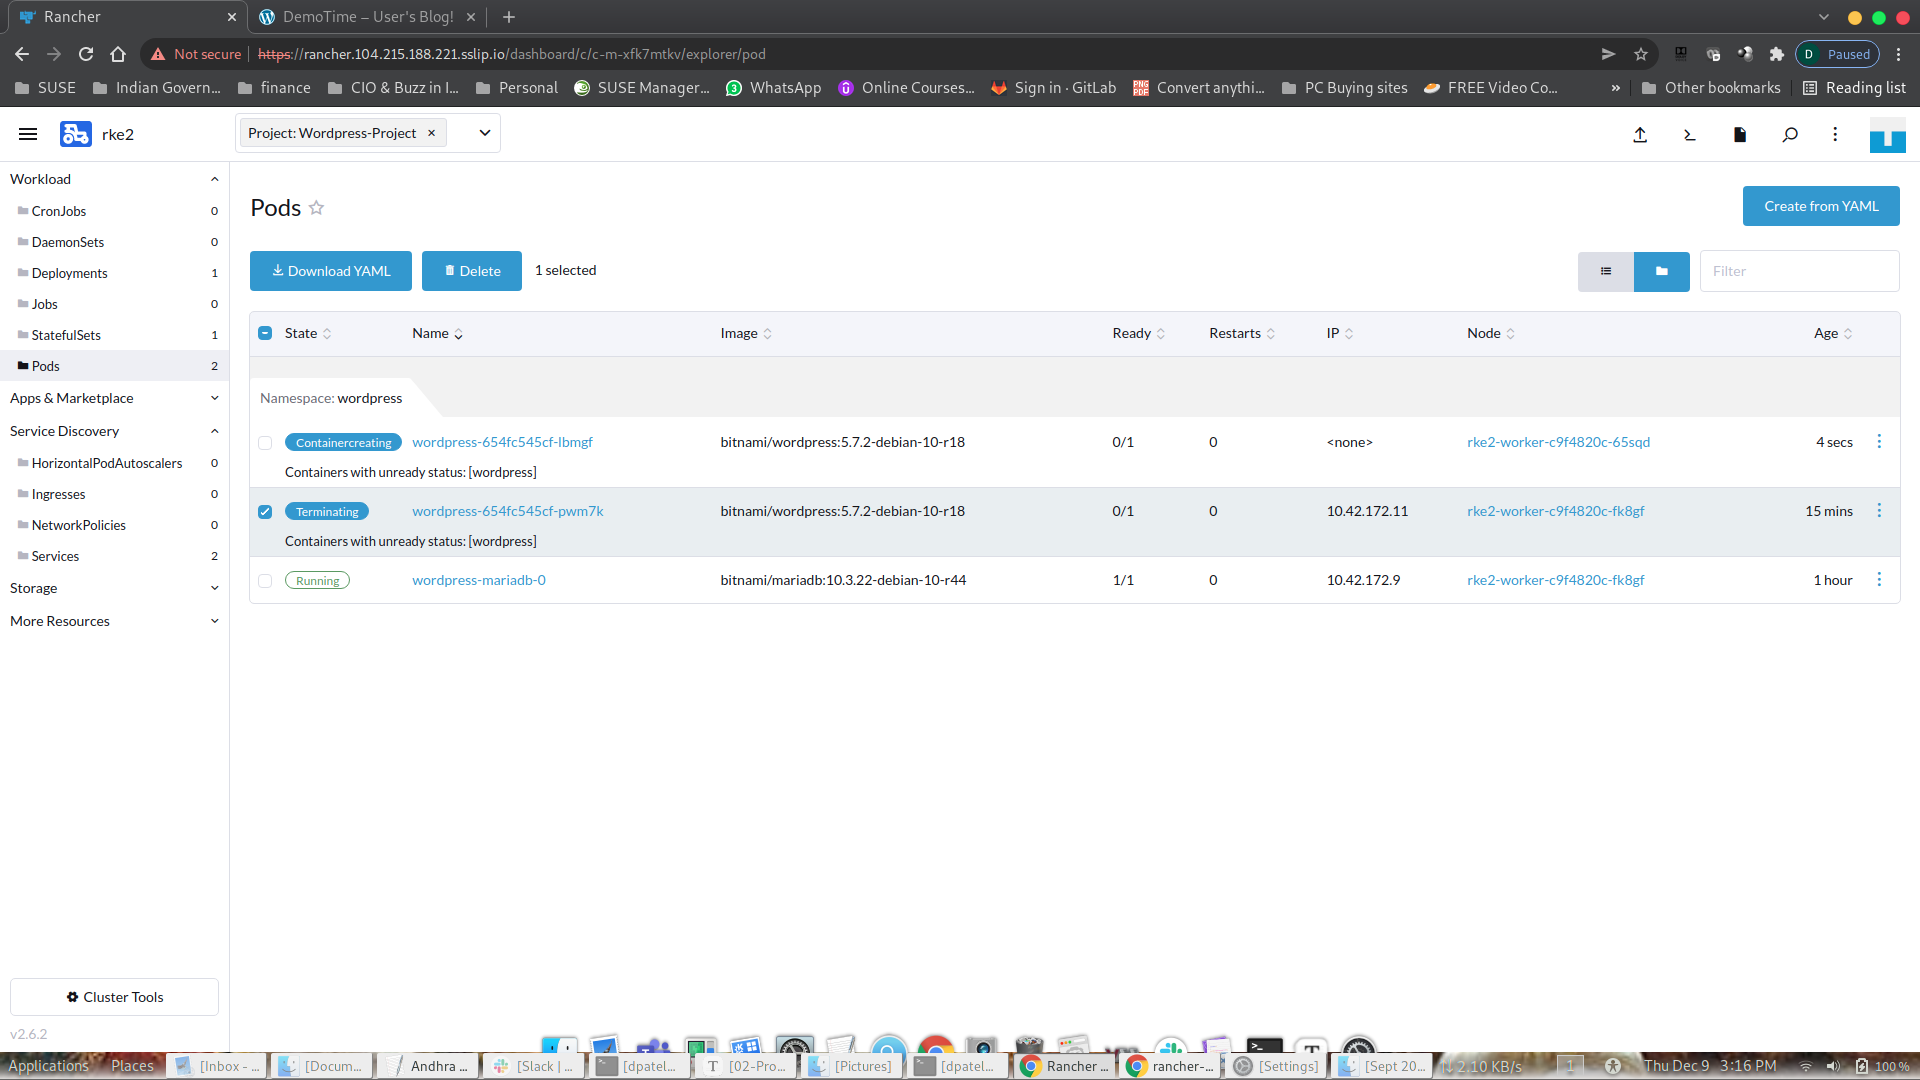 Rancher
DemoTime – User's Blog!
Not secure
https://rancher.104.215.188.221.sslip.io/dashboard/c/c-m-xfk7mtkv/explorer/pod
D Paused
SUSE
Indian Govern...
finance
CIO & Buzz in I...
Personal
SUSE Manager...
WhatsApp
Online Courses...
Sign in · GitLab
Convert anythi...
PC Buying sites
FREE Video Co...
»
Other bookmarks
Reading list
rke2
Project: Wordpress-Project
Workload
CronJobs 0
DaemonSets 0
Deployments 1
Jobs 0
StatefulSets 1
Pods 2
Apps & Marketplace
Service Discovery
HorizontalPodAutoscalers 0
Ingresses 0
NetworkPolicies 0
Services 2
Storage
More Resources
Cluster Tools
v2.6.2
Pods
Create from YAML
Download YAML
Delete
1 selected
Filter
State Name Image Ready Restarts IP Node Age
Namespace: wordpress
Containercreating wordpress-654fc545cf-lbmgf bitnami/wordpress:5.7.2-debian-10-r18 0/1 0 <none> rke2-worker-c9f4820c-65sqd 4 secs
Containers with unready status: [wordpress]
Terminating wordpress-654fc545cf-pwm7k bitnami/wordpress:5.7.2-debian-10-r18 0/1 0 10.42.172.11 rke2-worker-c9f4820c-fk8gf 15 mins
Containers with unready status: [wordpress]
Running wordpress-mariadb-0 bitnami/mariadb:10.3.22-debian-10-r44 1/1 0 10.42.172.9 rke2-worker-c9f4820c-fk8gf 1 hour
Applications
Places
[Inbox - ...
[Docum...
Andhra ...
[Slack | ...
[dpatel...
[02-Pro...
[Pictures]
[dpatel...
Rancher ...
rancher-...
[Settings]
[Sept 20...
2.10 KB/s
1
Thu Dec 9 3:16 PM
100 %